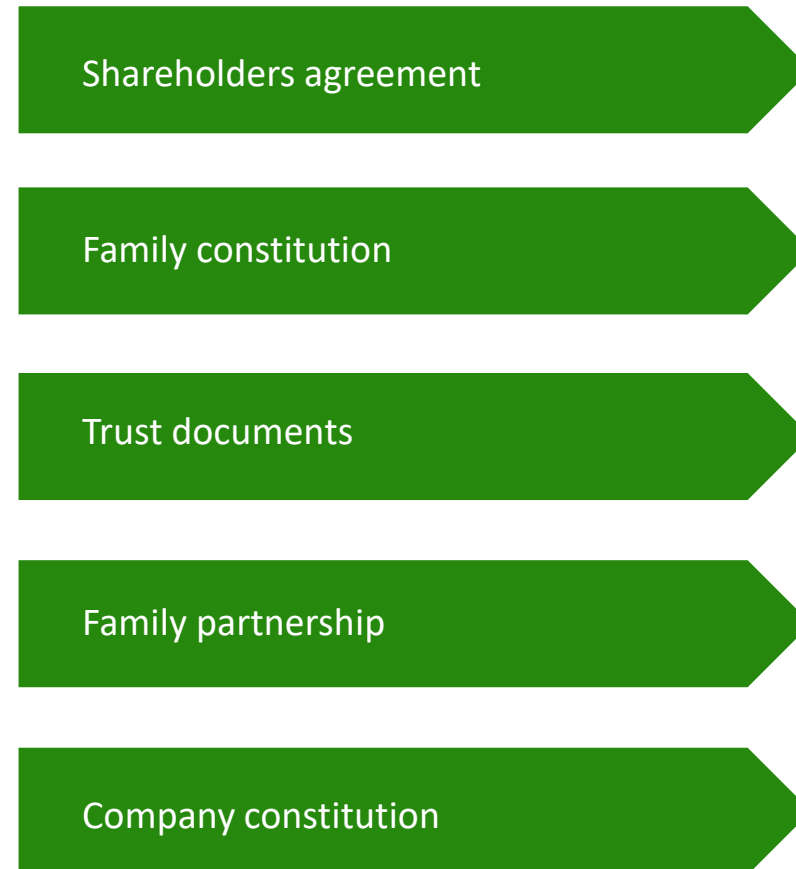 Shareholders agreement
Family constitution
Trust documents
Family partnership
Company constitution